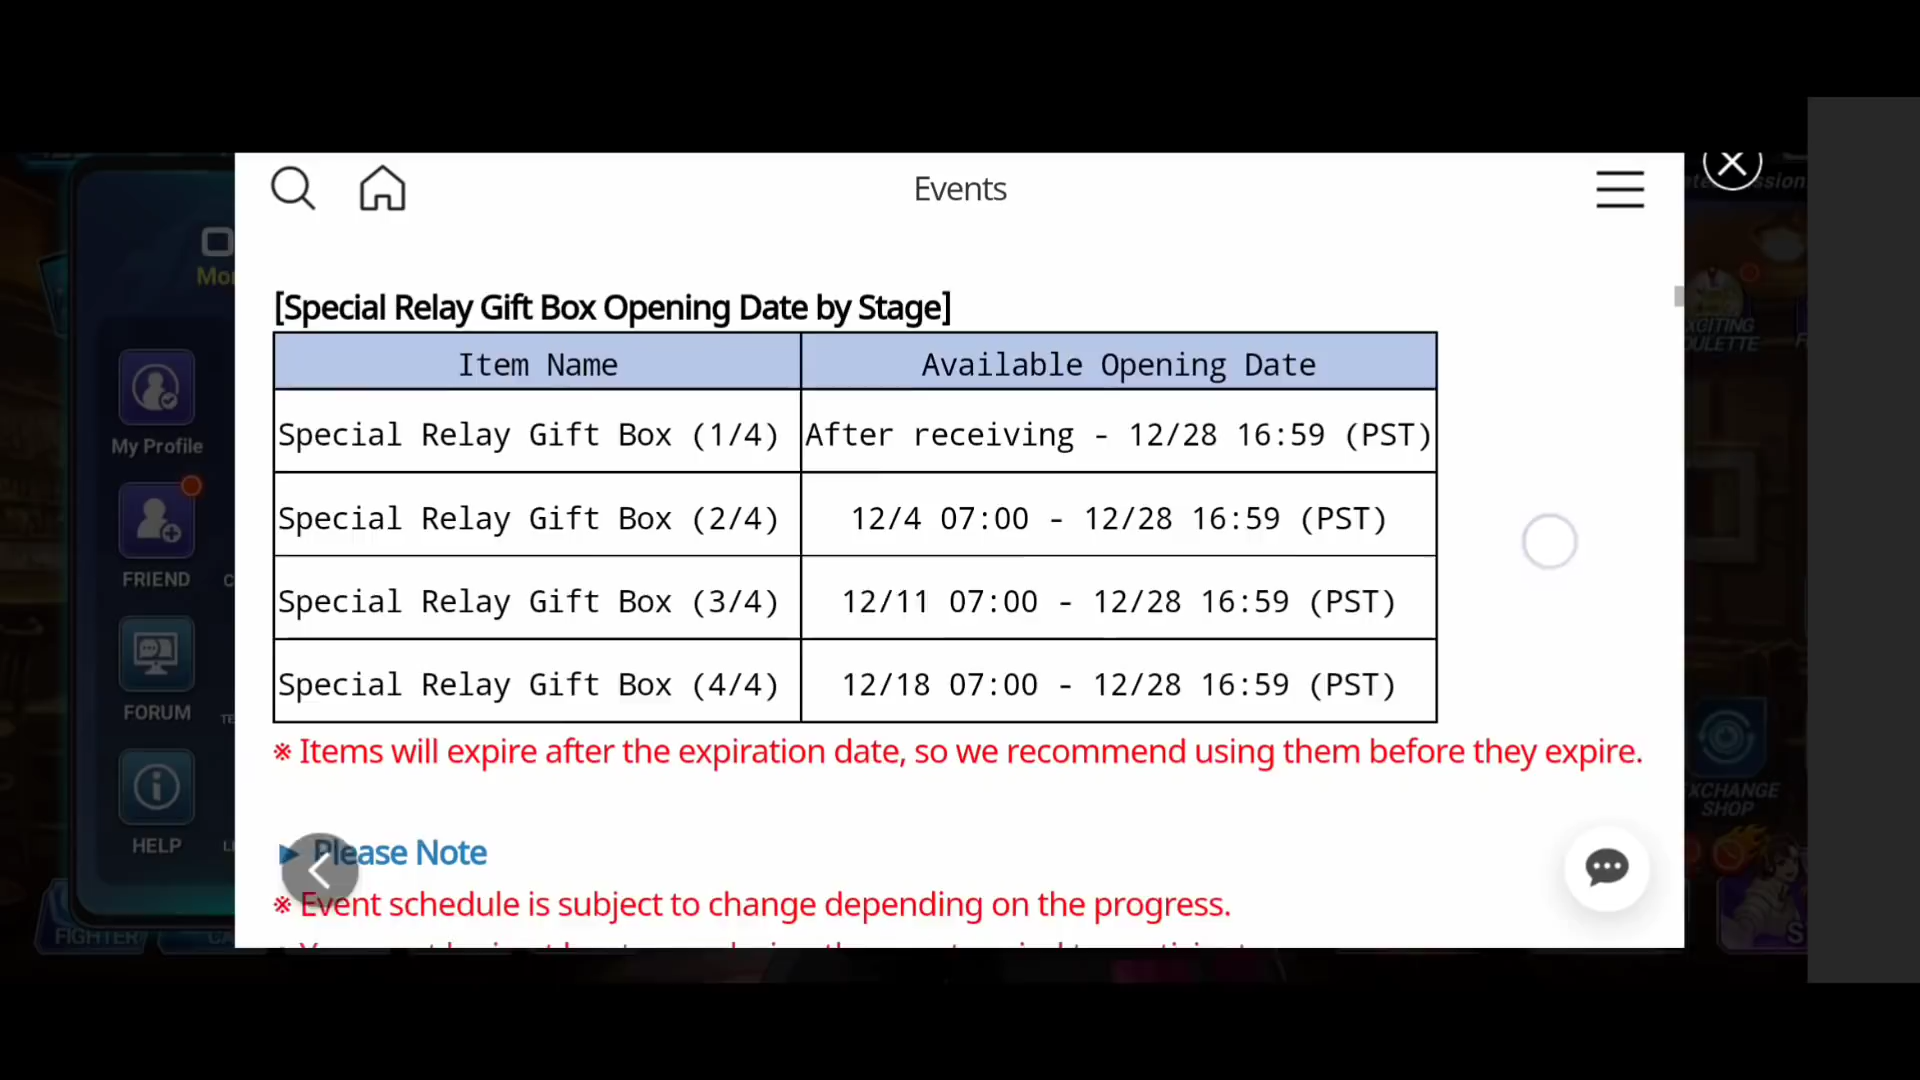 Events
[Special Relay Gift Box Opening Date by Stage]
Item Name Available Opening Date
Special Relay Gift Box (1/4) After receiving - 12/28 16:59 (PST)
Special Relay Gift Box (2/4) 12/4 07:00 - 12/28 16:59 (PST)
Special Relay Gift Box (3/4) 12/11 07:00 - 12/28 16:59 (PST)
Special Relay Gift Box (4/4) 12/18 07:00 - 12/28 16:59 (PST)
※ Items will expire after the expiration date, so we recommend using them before they expire.
► Please Note
※ Event schedule is subject to change depending on the progress.
My Profile
FRIEND
FORUM
HELP
FIGHTER